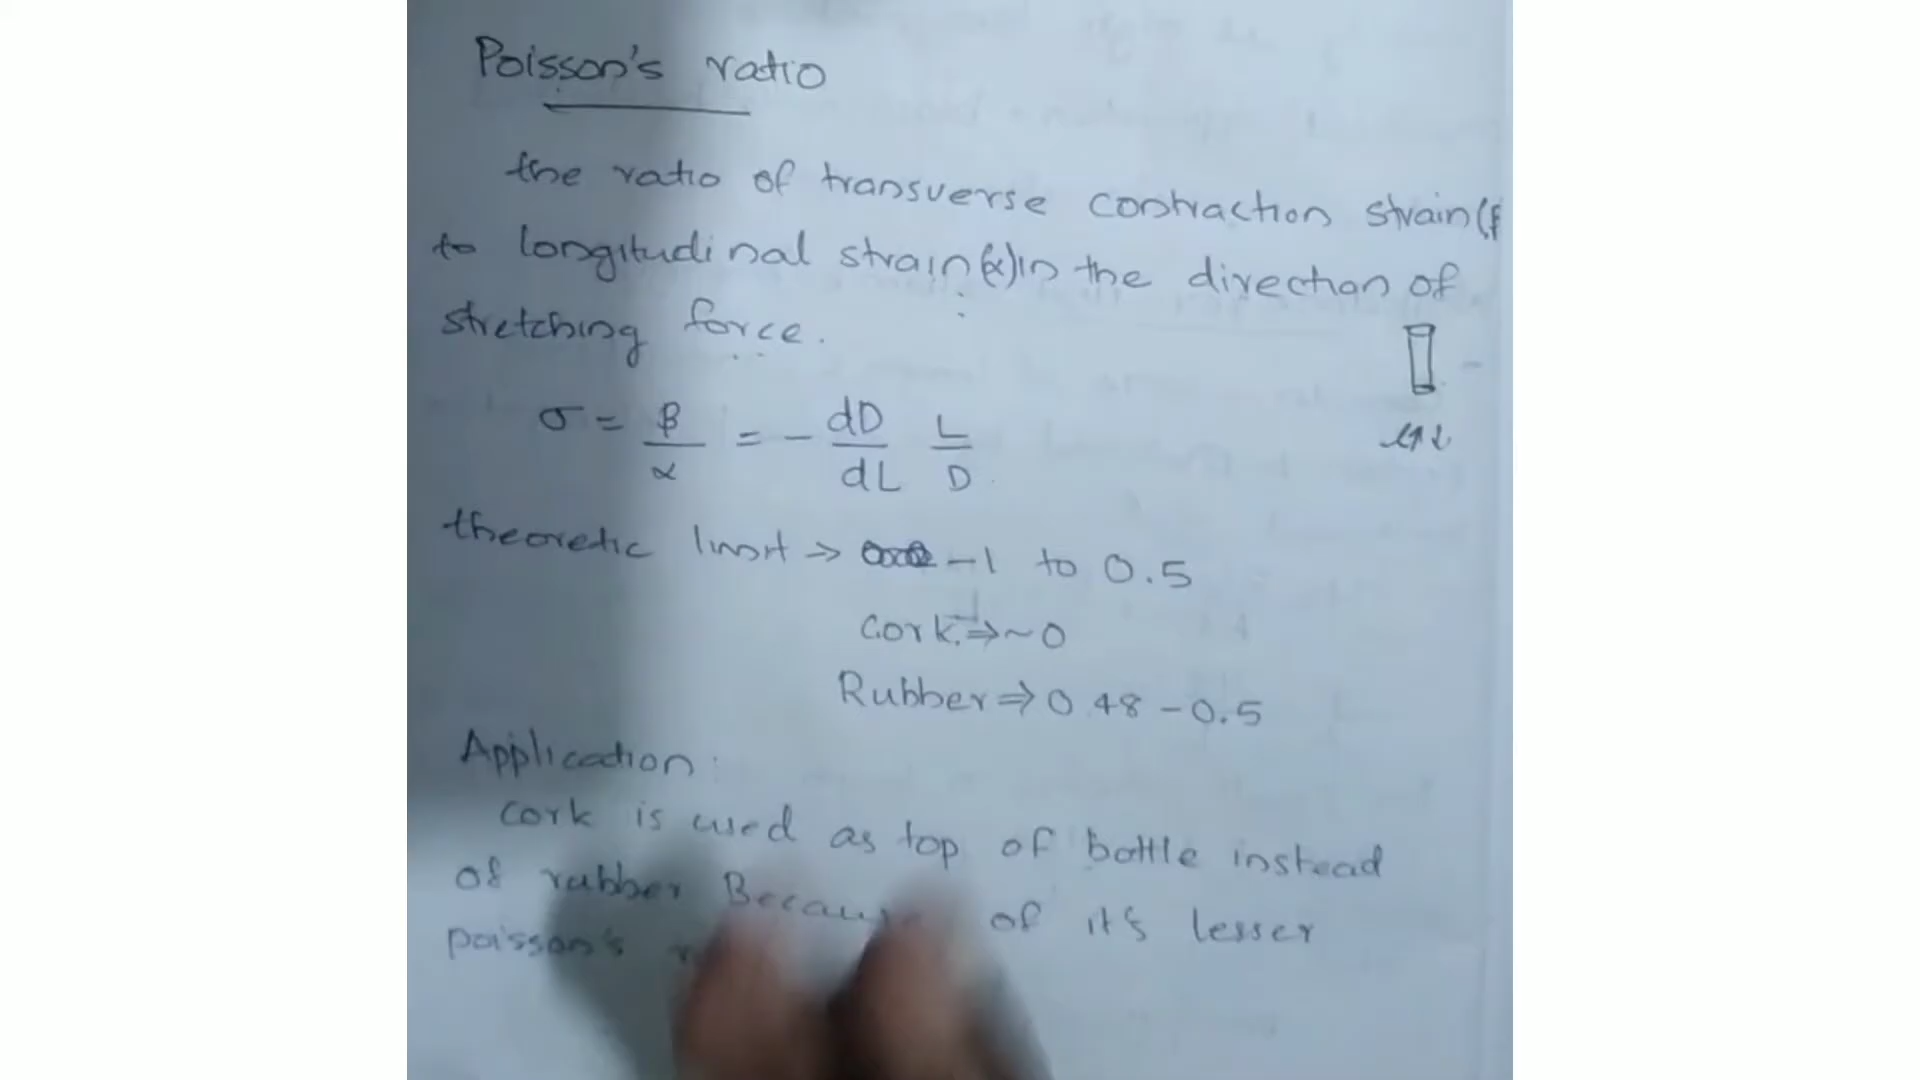 Poisson's ratio
the ratio of transverse contraction strain(
to longitudinal strain(α)in the direction of
stretching force.
σ = β/α = - dD/dL L/D
theoretic limit → -1 to 0.5
Cork ⇒ ~0
Rubber ⇒ 0.48 - 0.5
Application:
Cork is used as top of bottle instead
of rubber Because of it's lesser
poisson's